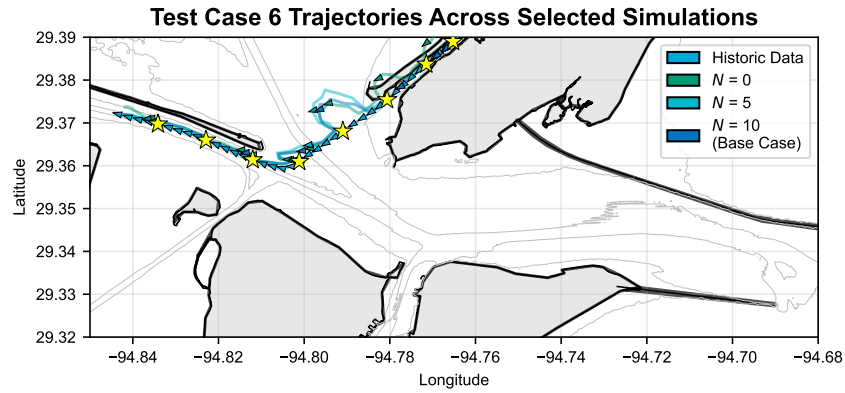 Test Case 6 Trajectories Across Selected Simulations
29.39
29.38
29.37
29.36
29.35
29.34
29.33
29.32
Latitude
Historic Data
N = 0
N = 5
N = 10
(Base Case)
−94.84
−94.82
−94.80
−94.78
−94.76
−94.74
−94.72
−94.70
−94.68
Longitude